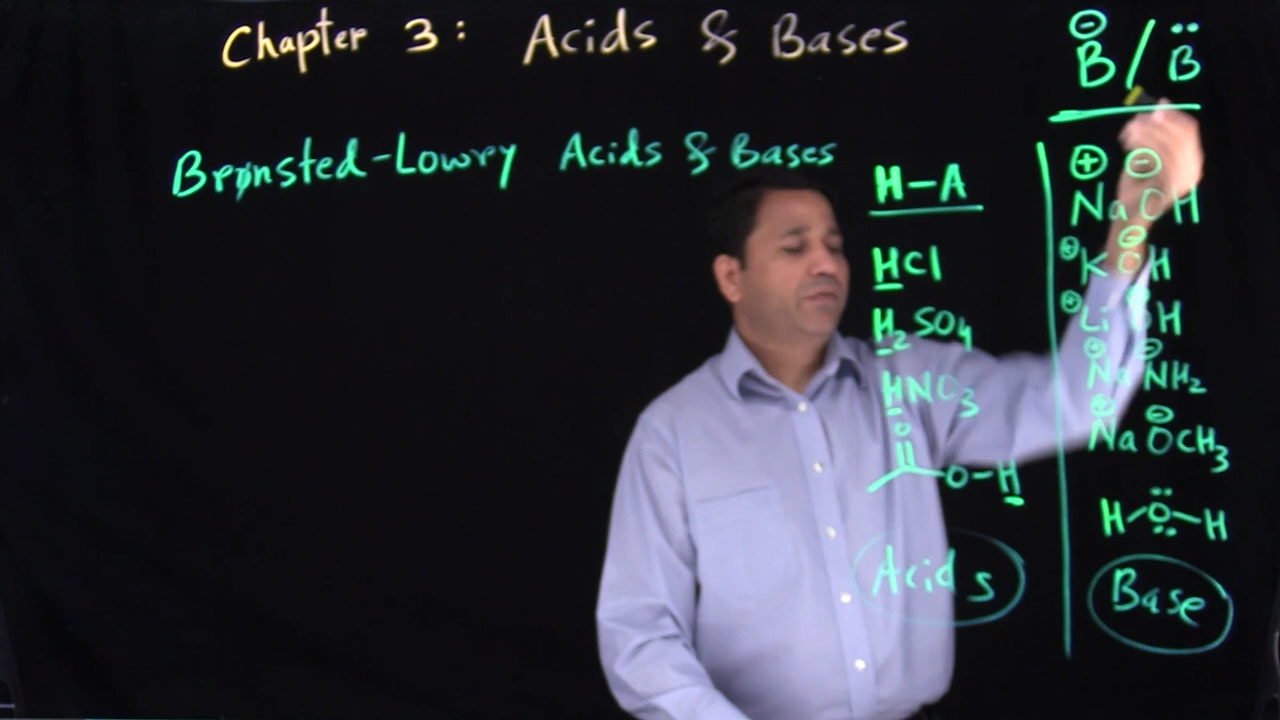 Chapter 3: Acids & Bases
Brønsted-Lowry Acids & Bases
H-A
HCl
H₂SO₄
HNO₃
O
O-H
Acids
⊖ ··
B / B
⊕ ⊖
NaOH
⊕ ⊖
KOH
⊕
LiOH
⊕ ⊖
NaNH₂
⊕ ⊖
NaOCH₃
H-Ö-H
Base